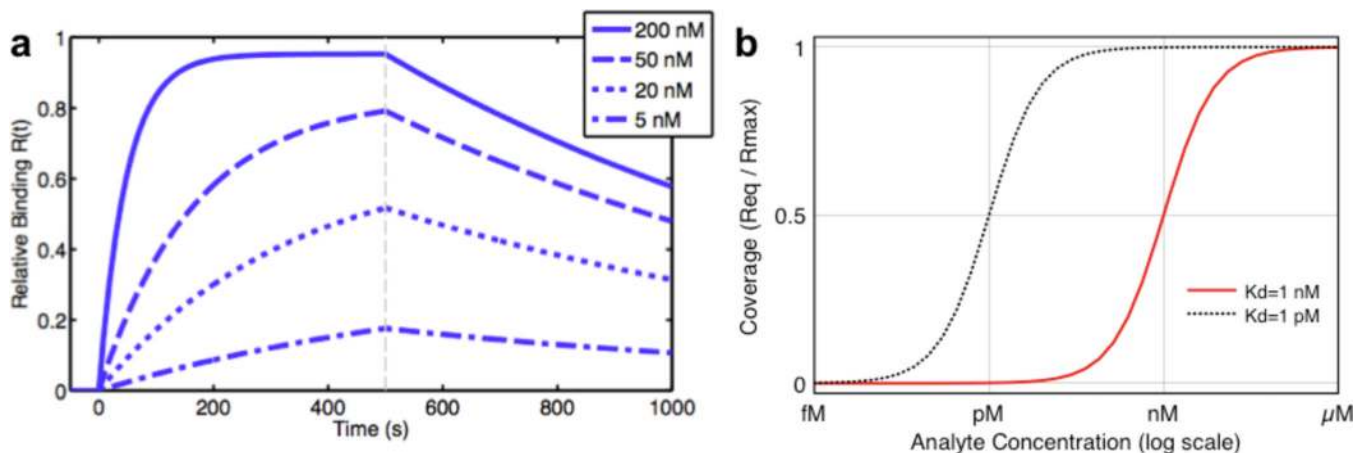 a
200 nM
50 nM
20 nM
5 nM
Relative Binding R(t)
1
0.8
0.6
0.4
0.2
0
0
200
400
600
800
1000
Time (s)
b
Coverage (Req / Rmax)
1
0.5
0
Kd=1 nM
Kd=1 pM
fM
pM
nM
µM
Analyte Concentration (log scale)